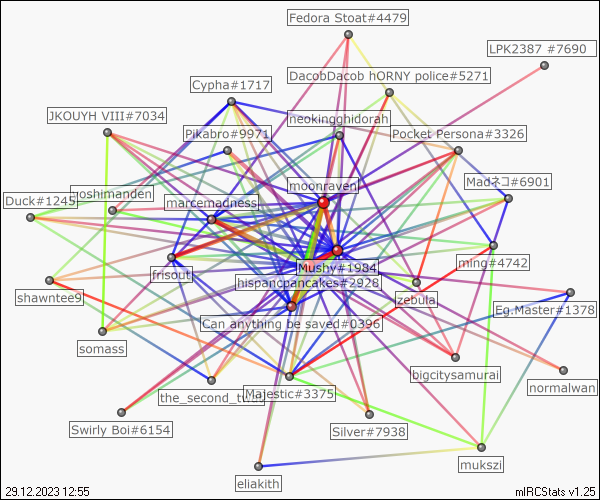 Fedora Stoat#4479
LPK2387 #7690
DacobDacob hORNY police#5271
Cypha#1717
JKOUYH VIII#7034
neokingghidorah
Pikabro#9971
Pocket Persona#3326
moonraven
Madネコ#6901
Duck#1245
oshimanden
marcemadness
Mushy#1984
ming#4742
frisout
hispanopancakes#2928
shawntee9
zebula
Eg.Master#1378
Can anything be saved#0396
somass
bigcitysamurai
normalwan
the_second_tw
Majestic#3375
Swirly Boi#6154
Silver#7938
mukszi
eliakith
29.12.2023 12:55
mIRCStats v1.25